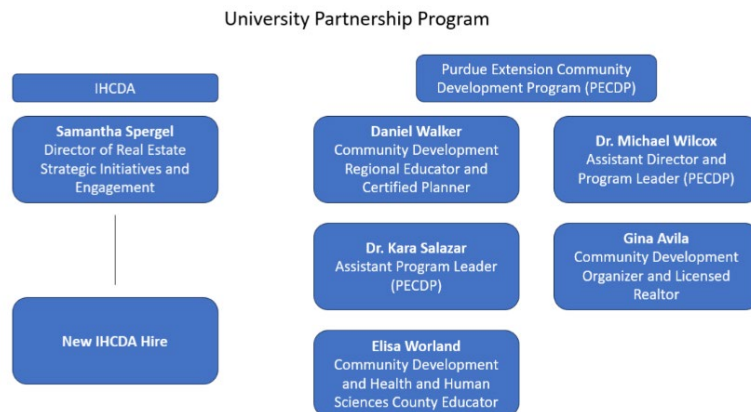 University Partnership Program
IHCDA
Samantha Spergel
Director of Real Estate
Strategic Initiatives and
Engagement
New IHCDA Hire
Purdue Extension Community
Development Program (PECDP)
Daniel Walker
Community Development
Regional Educator and
Certified Planner
Dr. Michael Wilcox
Assistant Director and
Program Leader (PECDP)
Dr. Kara Salazar
Assistant Program Leader
(PECDP)
Gina Avila
Community Development
Organizer and Licensed
Realtor
Elisa Worland
Community Development
and Health and Human
Sciences County Educator